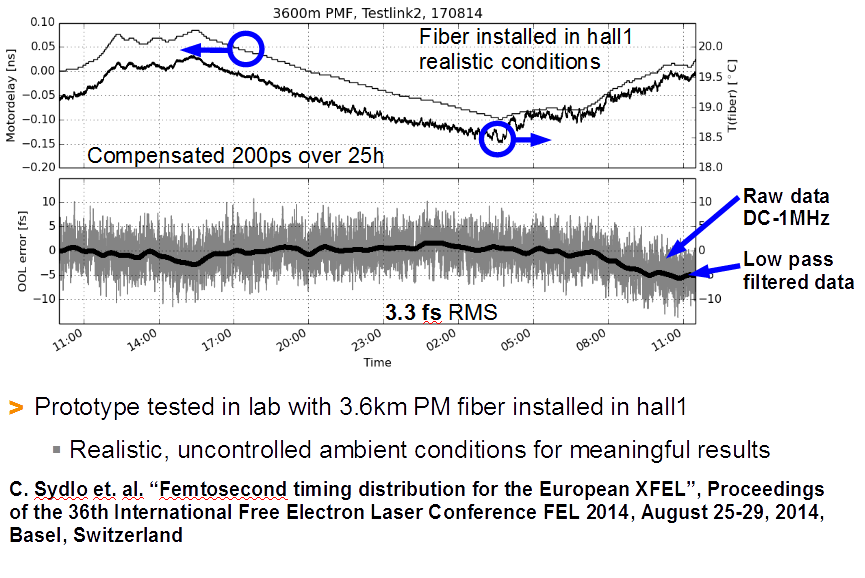 3600m PMF, Testlink2, 170814
0.10
0.05
0.00
−0.05
−0.10
−0.15
−0.20
Motordelay [ns]
Fiber installed in hall1
realistic conditions
Compensated 200ps over 25h
20.0
19.5
19.0
18.5
18.0
T(fiber) [°C]
10
5
0
−5
−10
OOL error [fs]
10
5
0
−10
Raw data
DC-1MHz
Low pass
filtered data
3.3 fs RMS
11:00
14:00
17:00
20:00
23:00
02:00
05:00
08:00
11:00
Time
> Prototype tested in lab with 3.6km PM fiber installed in hall1
▪ Realistic, uncontrolled ambient conditions for meaningful results
C. Sydlo et. al. “Femtosecond timing distribution for the European XFEL”, Proceedings
of the 36th International Free Electron Laser Conference FEL 2014, August 25-29, 2014,
Basel, Switzerland